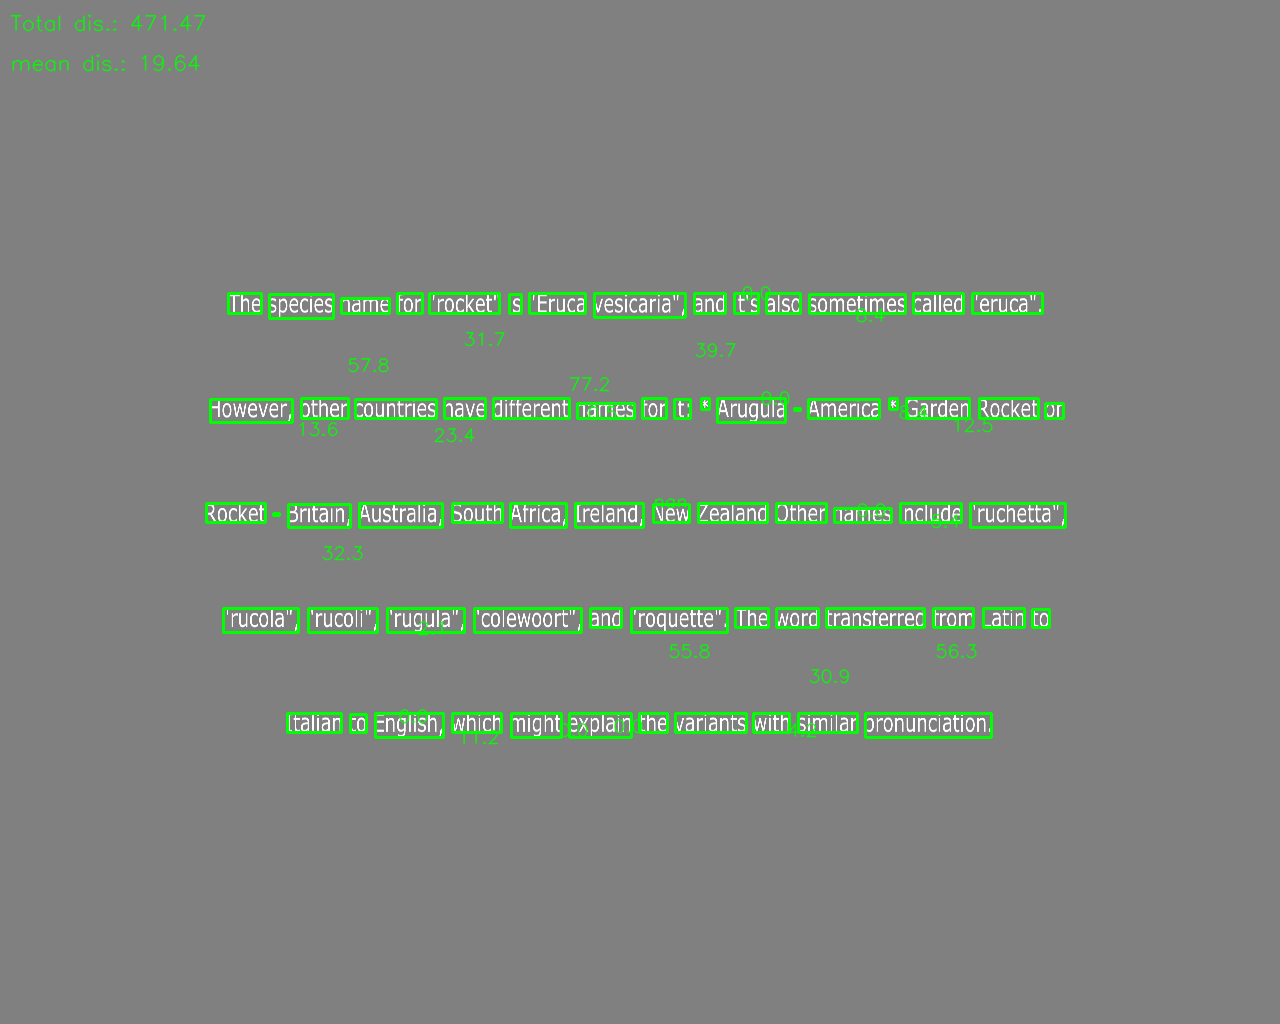 Total dis.: 471.47
mean dis.: 19.64
The species name for "rocket" is "Eruca vesicaria", and it's also sometimes called "eruca".
31.7
39.7
57.8
77.2
However, other countries have different names for it: * Arugula - America * Garden Rocket or
13.6
23.4
12.5
Rocket - Britain, Australia, South Africa, Ireland, New Zealand Other names include "ruchetta",
32.3
"rucola", "rucoli", "rugula", "colewoort", and "roquette". The word transferred from Latin to
55.8
56.3
30.9
Italian to English, which might explain the variants with similar pronunciation.
11.2